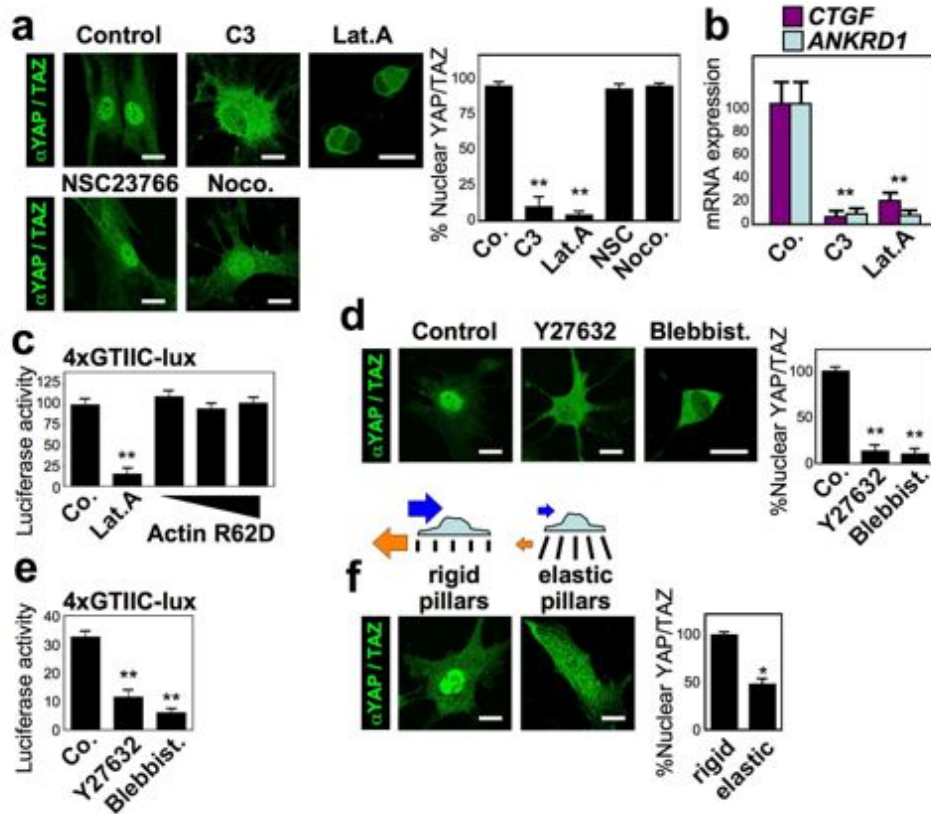 a
Control
C3
Lat.A
αYAP / TAZ
NSC23766
Noco.
αYAP / TAZ
% Nuclear YAP/TAZ
100
75
50
25
0
**
**
Co.
C3
Lat.A
NSC
Noco.
b
CTGF
ANKRD1
mRNA expression
100
80
60
40
20
0
**
**
Co.
C3
Lat.A
c
4xGTIIC-lux
Luciferase activity
125
100
75
50
25
0
**
Co.
Lat.A
Actin R62D
d
Control
Y27632
Blebbist.
αYAP / TAZ
%Nuclear YAP/TAZ
100
50
0
**
**
Co.
Y27632
Blebbist.
e
4xGTIIC-lux
Luciferase activity
40
30
20
10
0
**
**
Co.
Y27632
Blebbist.
f
rigid
pillars
elastic
pillars
αYAP / TAZ
%Nuclear YAP/TAZ
100
50
0
*
rigid
elastic